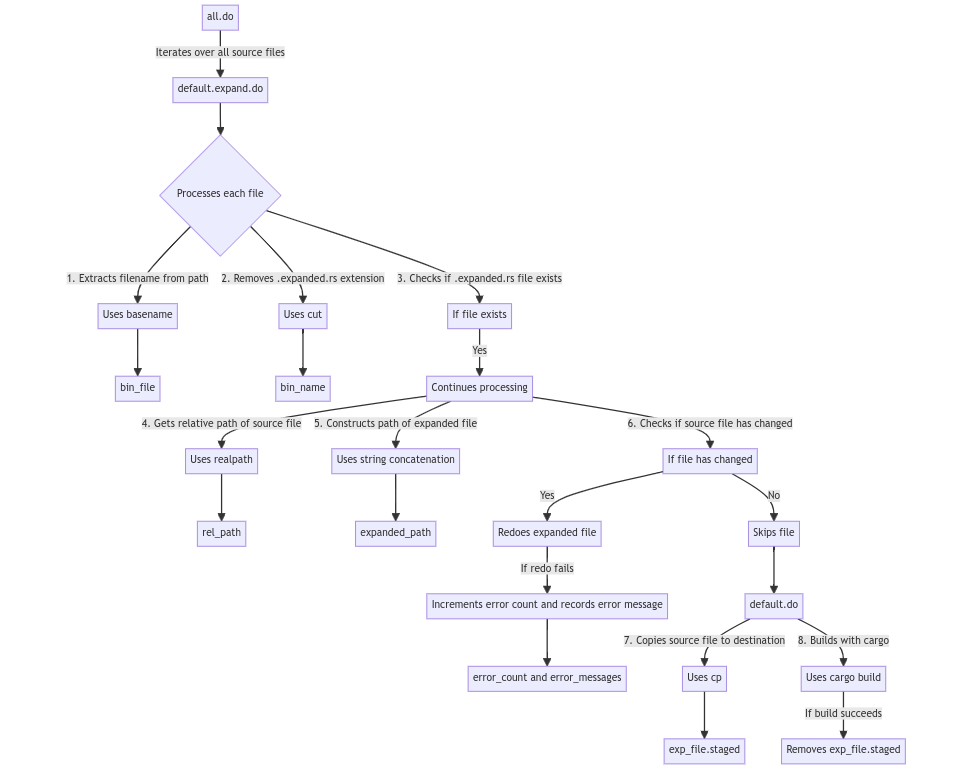 all.do
Iterates over all source files
default.expand.do
Processes each file
1. Extracts filename from path
2. Removes .expanded.rs extension
3. Checks if .expanded.rs file exists
Uses basename
Uses cut
If file exists
Yes
bin_file
bin_name
Continues processing
4. Gets relative path of source file
5. Constructs path of expanded file
6. Checks if source file has changed
Uses realpath
Uses string concatenation
If file has changed
Yes
No
rel_path
expanded_path
Redoes expanded file
Skips file
If redo fails
Increments error count and records error message
default.do
7. Copies source file to destination
8. Builds with cargo
error_count and error_messages
Uses cp
Uses cargo build
If build succeeds
exp_file.staged
Removes exp_file.staged